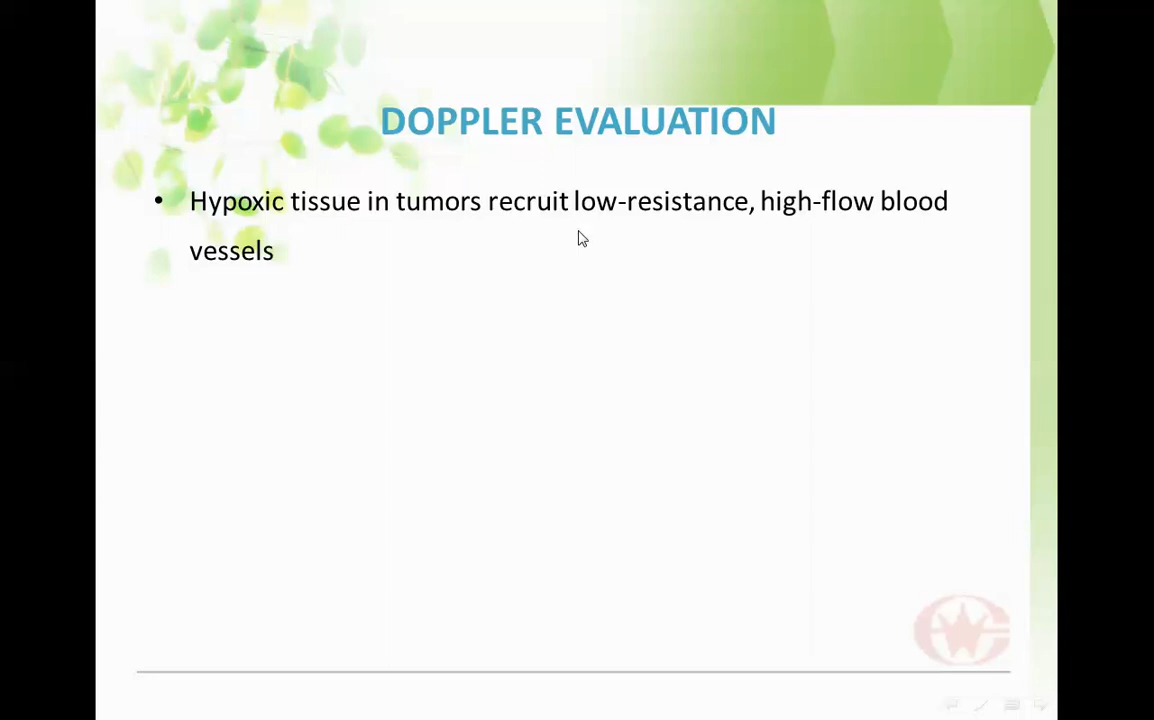 DOPPLER EVALUATION
• Hypoxic tissue in tumors recruit low-resistance, high-flow blood
vessels